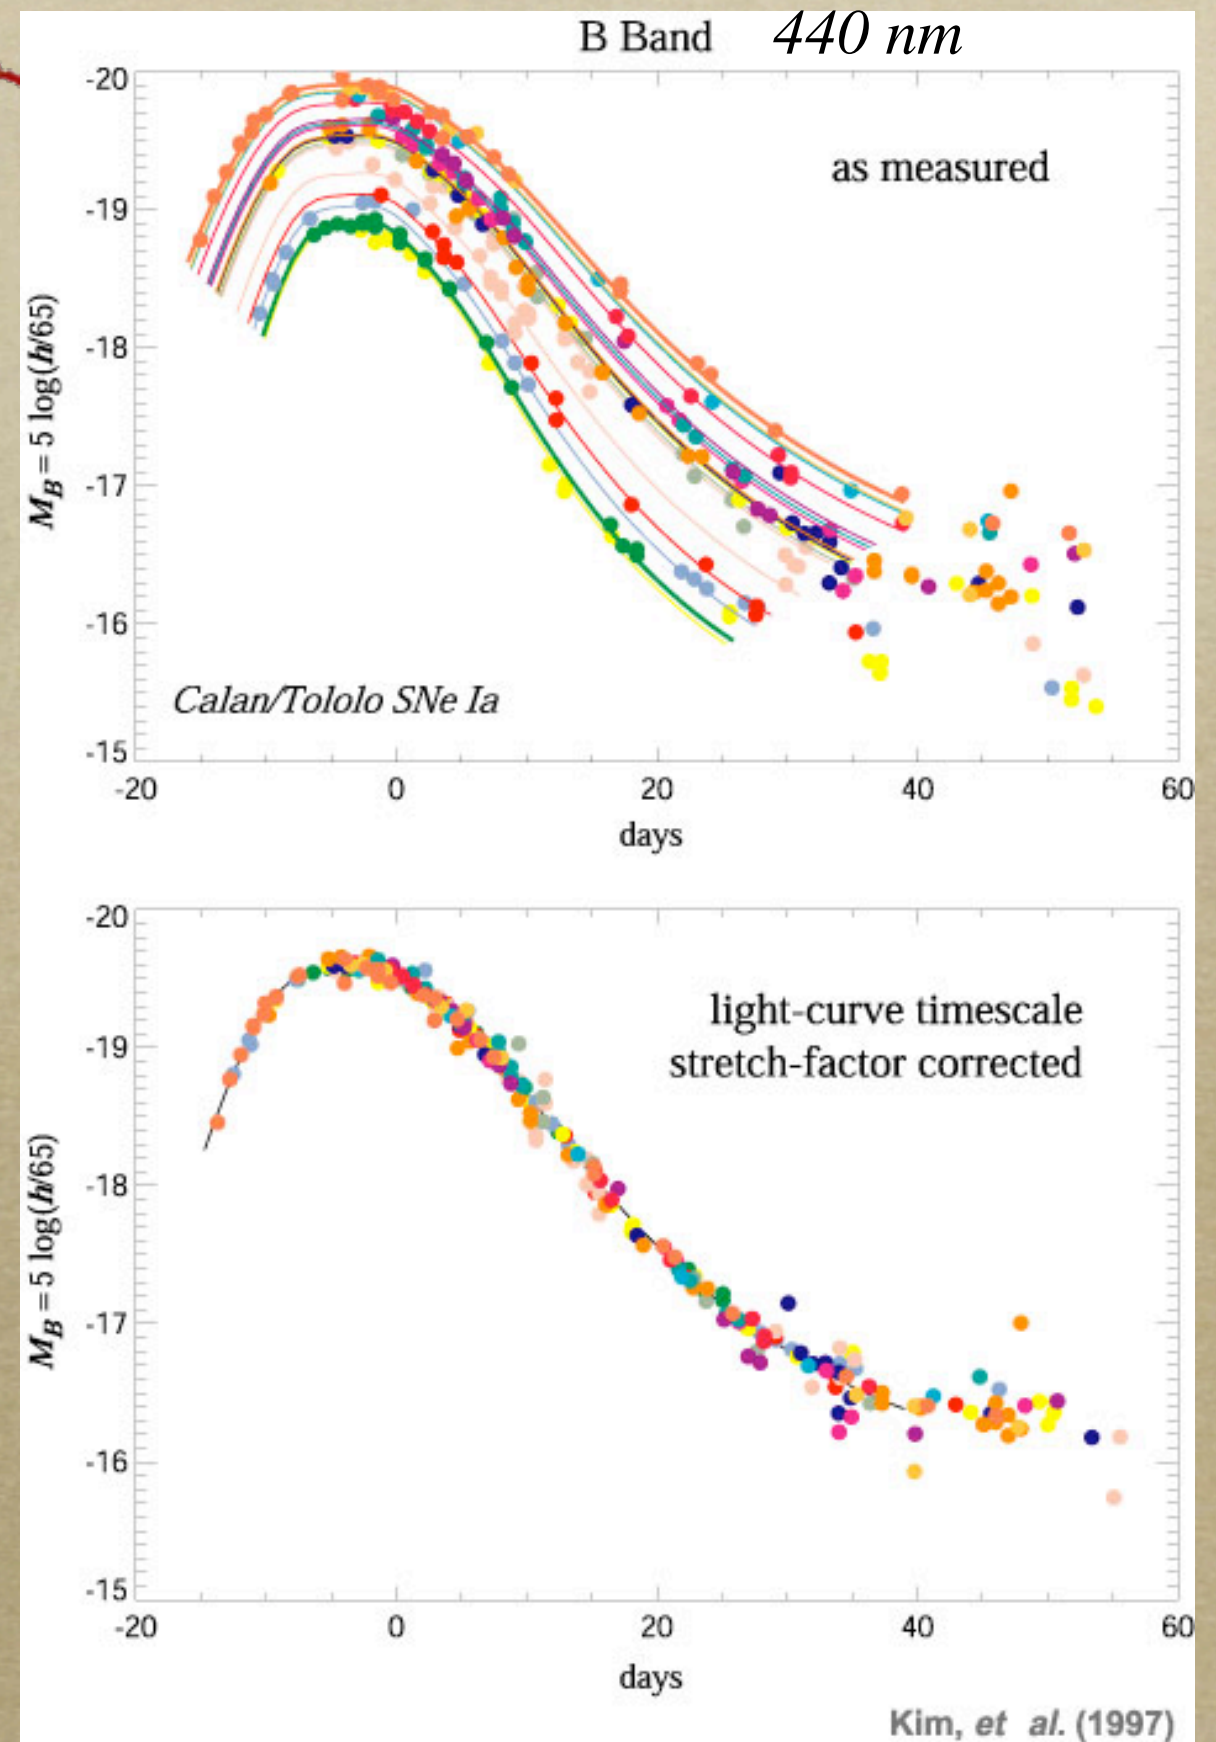 B Band 440 nm
-20
-19
-18
-17
-16
-15
M_B = 5 log(h/65)
as measured
Calan/Tololo SNe Ia
-20 0 20 40 60
days
-20
-19
-18
-17
-16
-15
M_B = 5 log(h/65)
light-curve timescale
stretch-factor corrected
-20 0 20 40 60
days
Kim, et al. (1997)